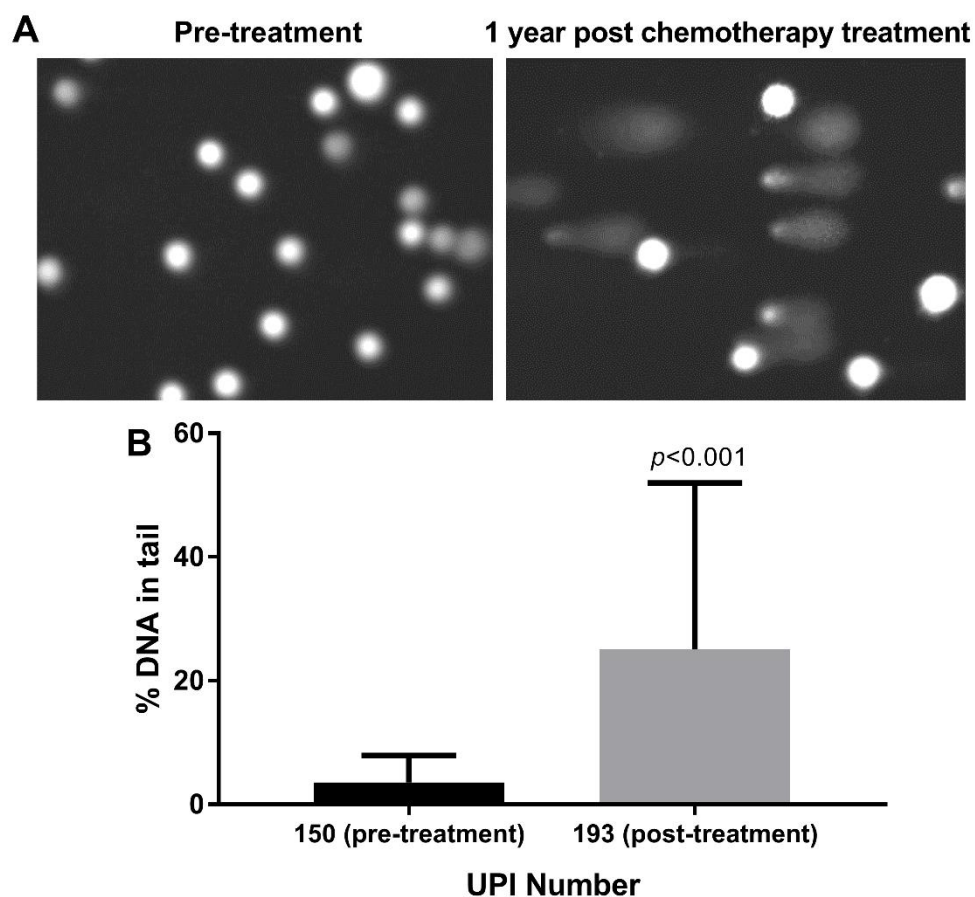 A
Pre-treatment
1 year post chemotherapy treatment
B
60
40
20
0
% DNA in tail
p<0.001
150 (pre-treatment)
193 (post-treatment)
UPI Number